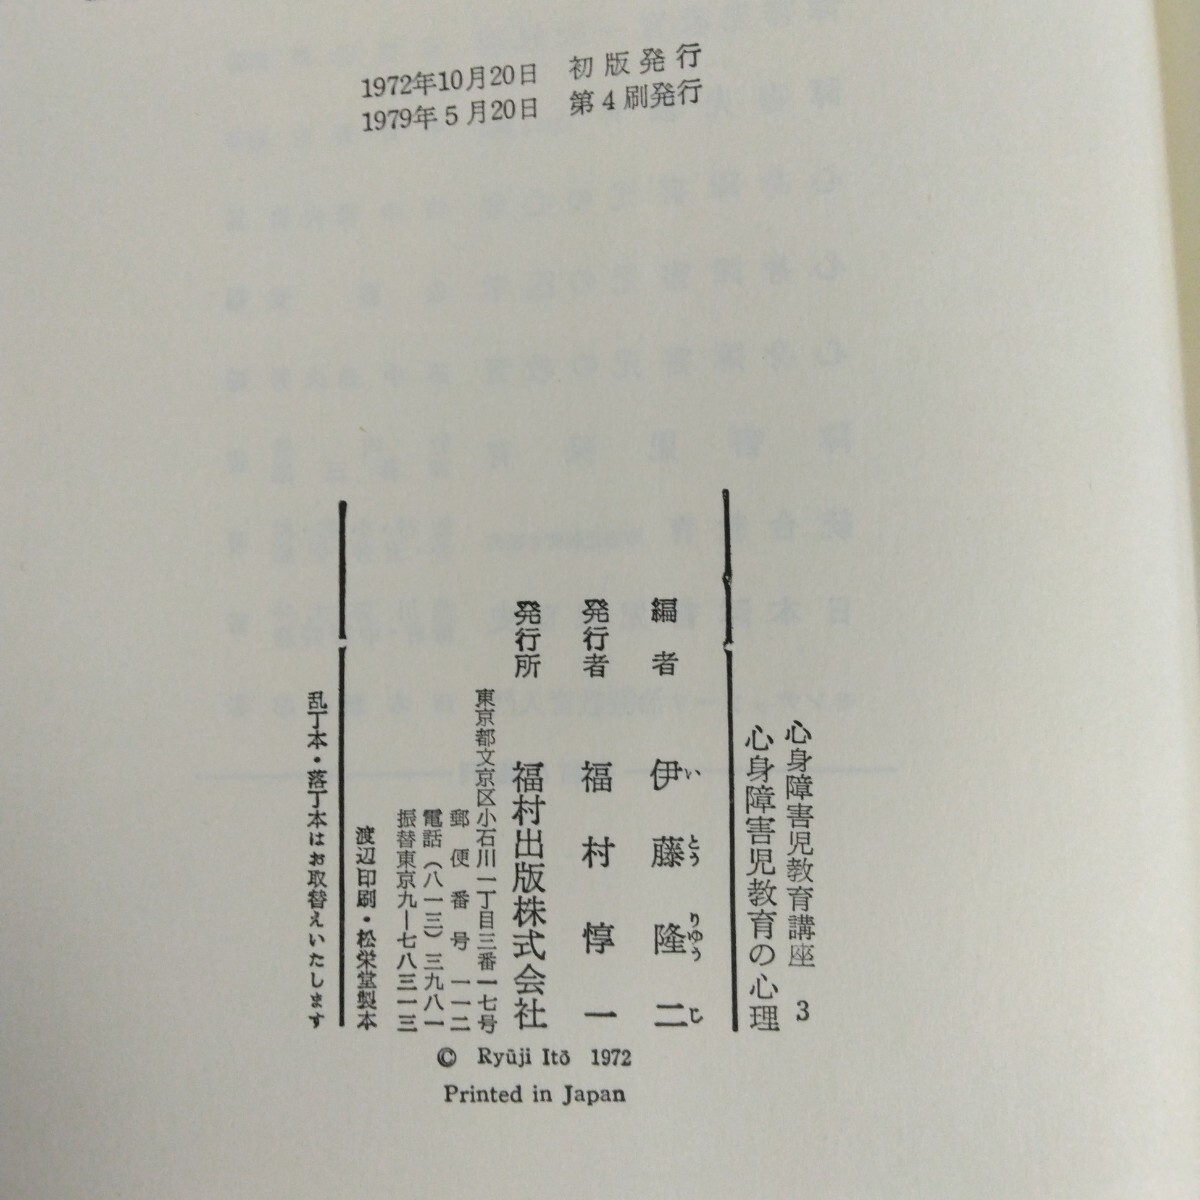 1972年10月20日　初版発行
1979年5月20日　第4刷発行
心身障害児教育講座　3
心身障害児教育の心理
編者　伊藤隆二
いとうりゆうじ
発行者　福村惇一
発行所　福村出版株式会社
東京都文京区小石川一丁目三番一七号
郵便番号　一一二
電話（八一三）三九八一
振替東京九―七八三一三
渡辺印刷・松栄堂製本
乱丁本・落丁本はお取替えいたします
© Ryūji Itō 1972
Printed in Japan